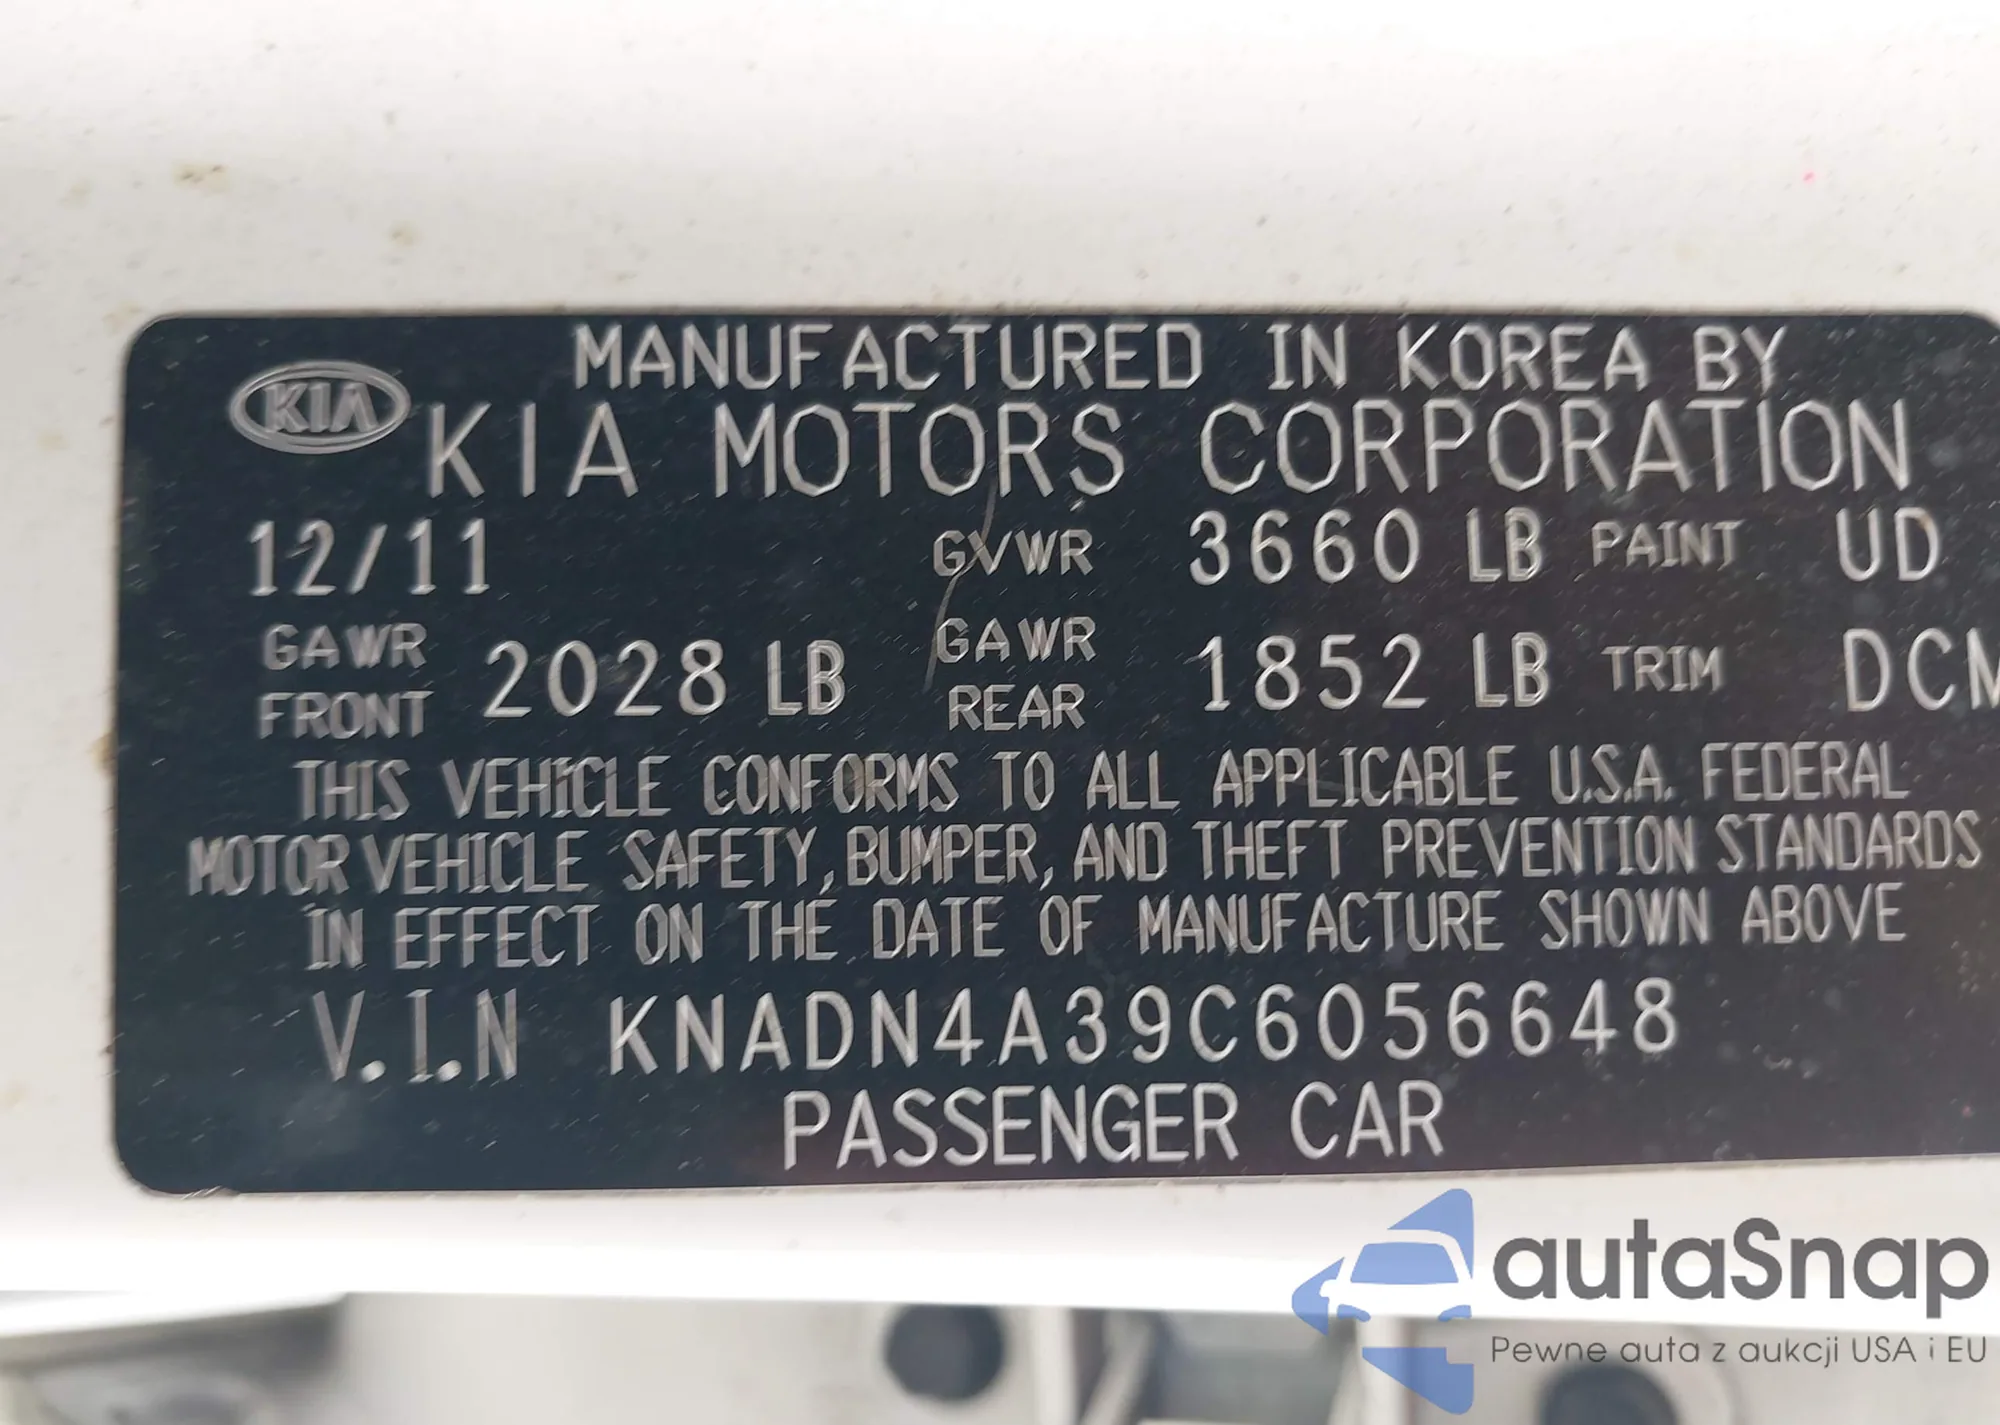 MANUFACTURED IN KOREA BY
KIA KIA MOTORS CORPORATION
12/11 GVWR 3660 LB PAINT UD
GAWR FRONT 2028 LB GAWR REAR 1852 LB TRIM DCM
THIS VEHICLE CONFORMS TO ALL APPLICABLE U.S.A. FEDERAL
MOTOR VEHICLE SAFETY, BUMPER, AND THEFT PREVENTION STANDARDS
IN EFFECT ON THE DATE OF MANUFACTURE SHOWN ABOVE
V.I.N KNADN4A39C6056648
PASSENGER CAR
autaSnap
Pewne auta z aukcji USA i EU